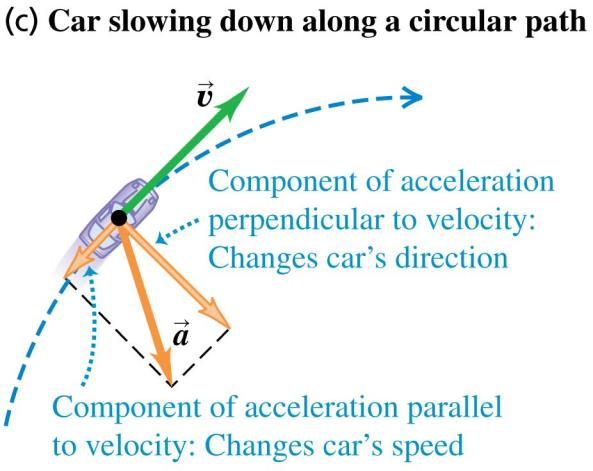 (c) Car slowing down along a circular path
v⃗
Component of acceleration
perpendicular to velocity:
Changes car’s direction
a⃗
Component of acceleration parallel
to velocity: Changes car’s speed